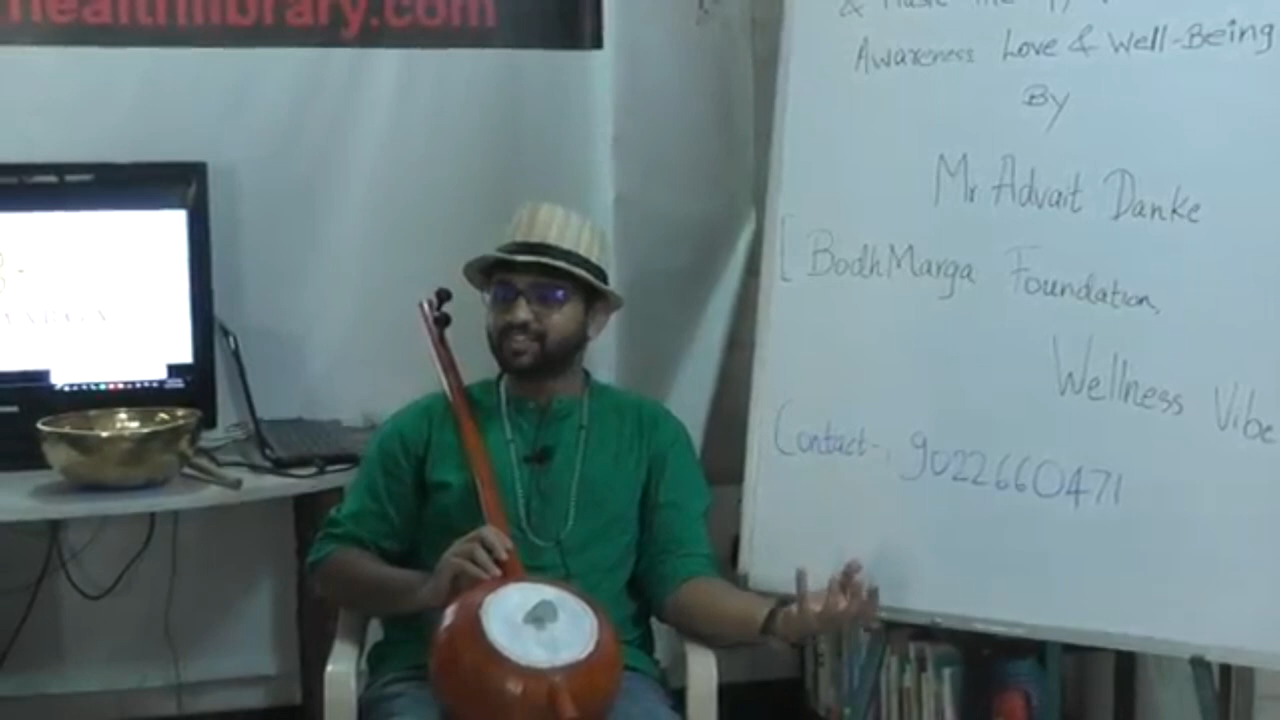 healthlibrary.com
Awareness Love & Well-Being
By
Mr Advait Danke
[ BodhMarga Foundation,
Wellness Vibe
Contact-, 9022660471